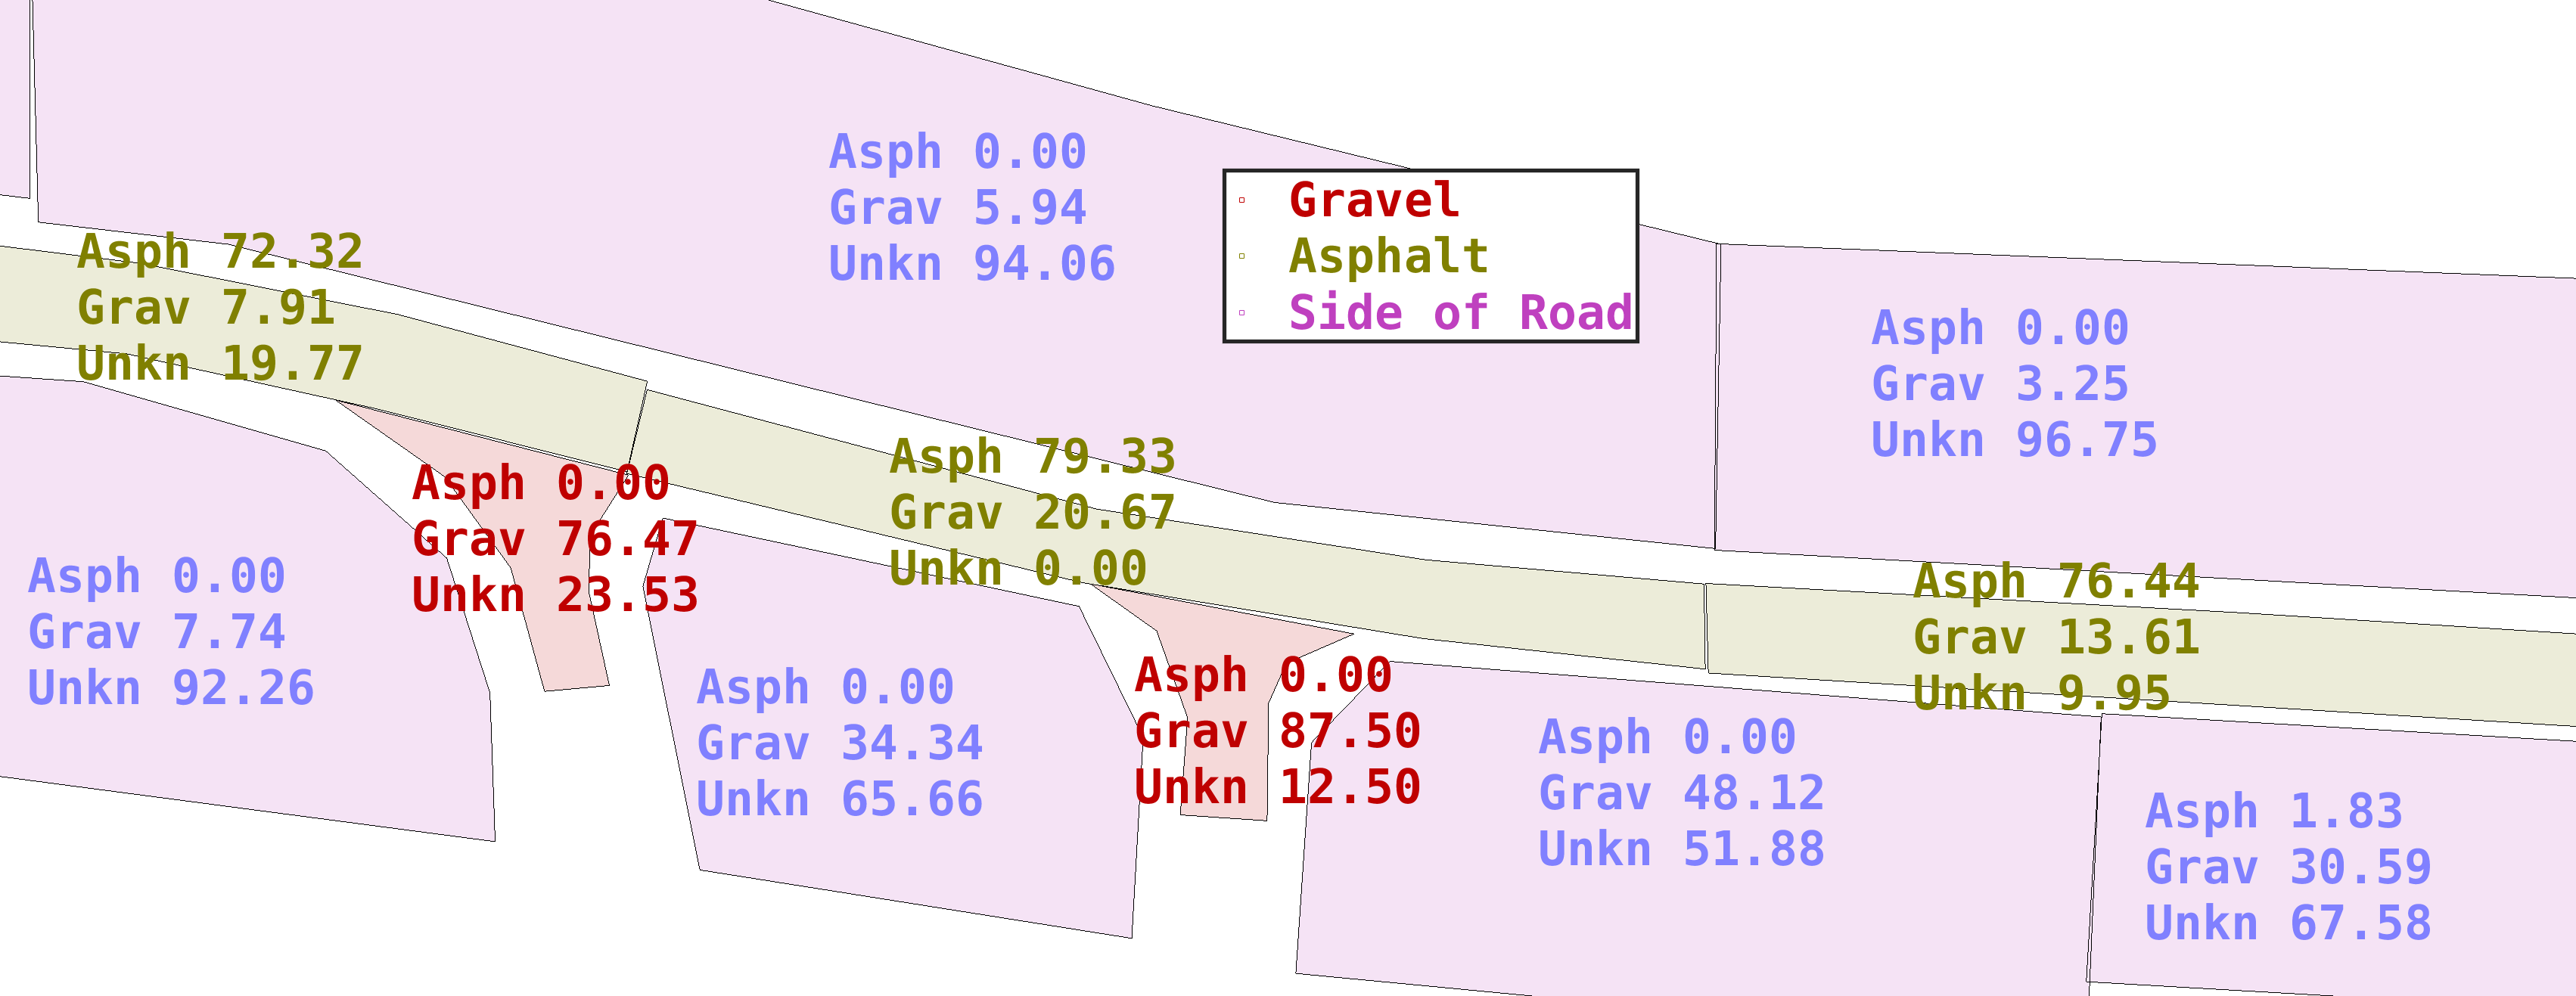 Asph 0.00
Grav 5.94
Unkn 94.06
Gravel
Asphalt
Side of Road
Asph 72.32
Grav 7.91
Unkn 19.77
Asph 0.00
Grav 3.25
Unkn 96.75
Asph 79.33
Grav 20.67
Unkn 0.00
Asph 0.00
Grav 76.47
Unkn 23.53
Asph 0.00
Grav 7.74
Unkn 92.26
Asph 76.44
Grav 13.61
Unkn 9.95
Asph 0.00
Grav 34.34
Unkn 65.66
Asph 0.00
Grav 87.50
Unkn 12.50
Asph 0.00
Grav 48.12
Unkn 51.88
Asph 1.83
Grav 30.59
Unkn 67.58